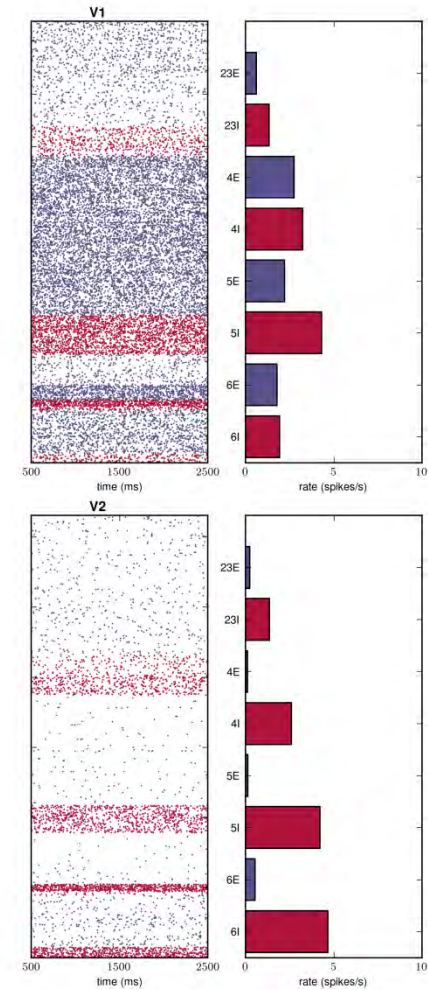 V1
23E
23I
4E
4I
5E
5I
6E
6I
500 1500 2500
time (ms)
0 5 10
rate (spikes/s)
V2
23E
23I
4E
4I
5E
5I
6E
6I
500 1500 2500
time (ms)
0 5 10
rate (spikes/s)